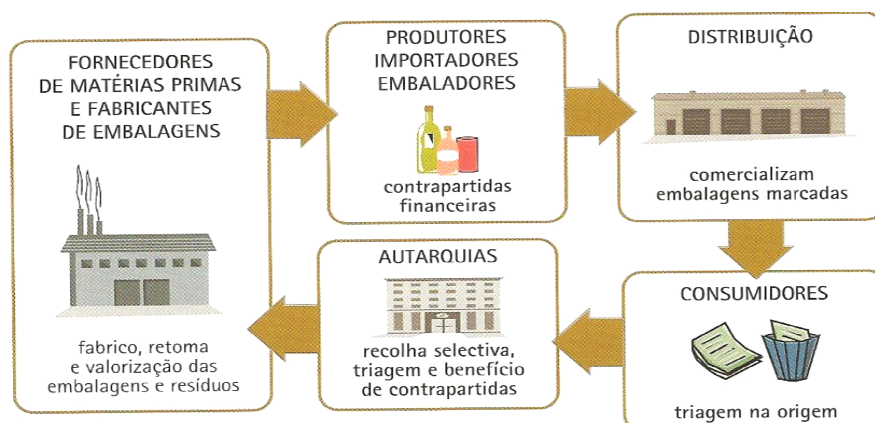 FORNECEDORES
DE MATÉRIAS PRIMAS
E FABRICANTES
DE EMBALAGENS
fabrico, retoma
e valorização das
embalagens e resíduos
PRODUTORES
IMPORTADORES
EMBALADORES
contrapartidas
financeiras
DISTRIBUIÇÃO
comercializam
embalagens marcadas
CONSUMIDORES
triagem na origem
AUTARQUIAS
recolha selectiva,
triagem e benefício
de contrapartidas